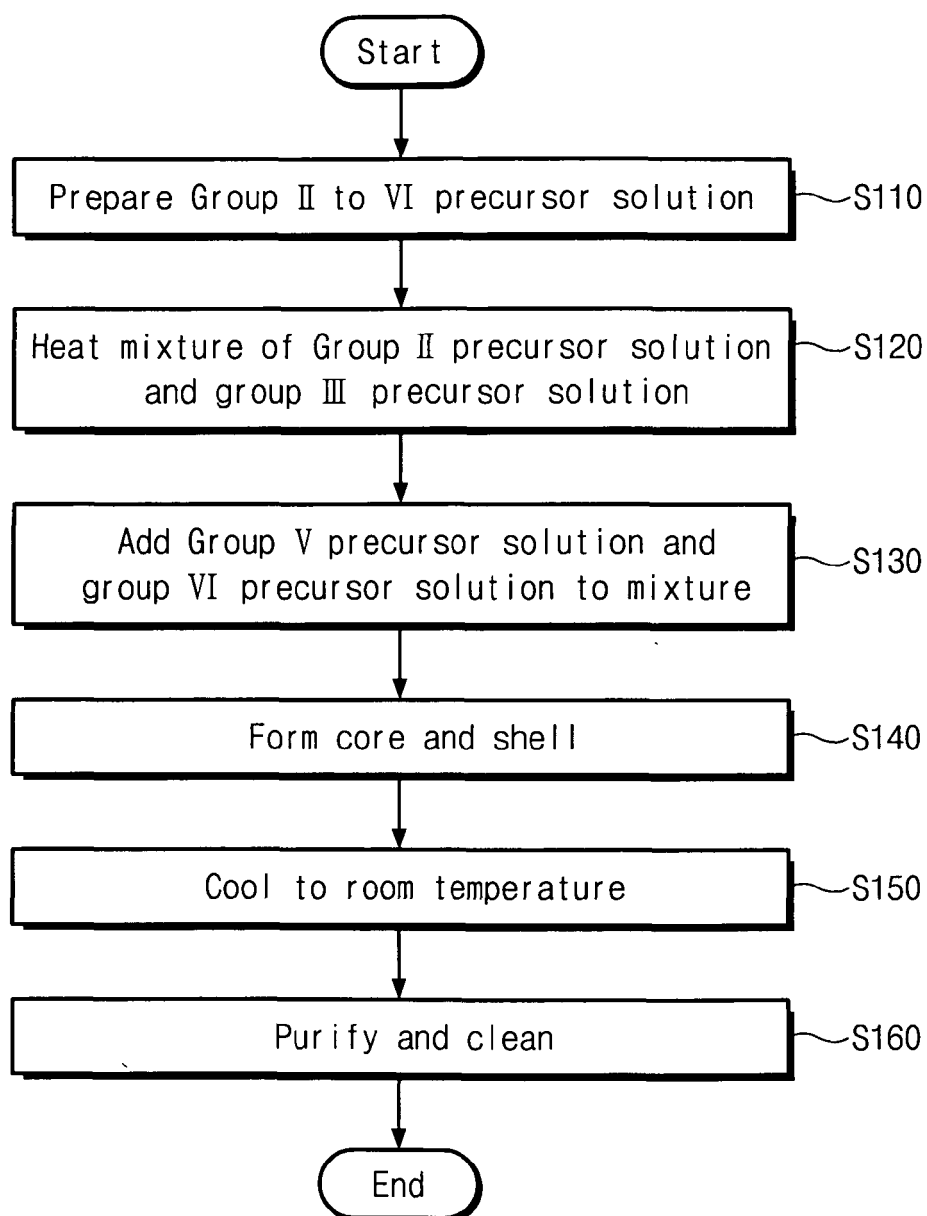 Start
Prepare Group Ⅱ to Ⅵ precursor solution
S110
Heat mixture of Group Ⅱ precursor solution
and group Ⅲ precursor solution
S120
Add Group Ⅴ precursor solution and
group Ⅵ precursor solution to mixture
S130
Form core and shell
S140
Cool to room temperature
S150
Purify and clean
S160
End